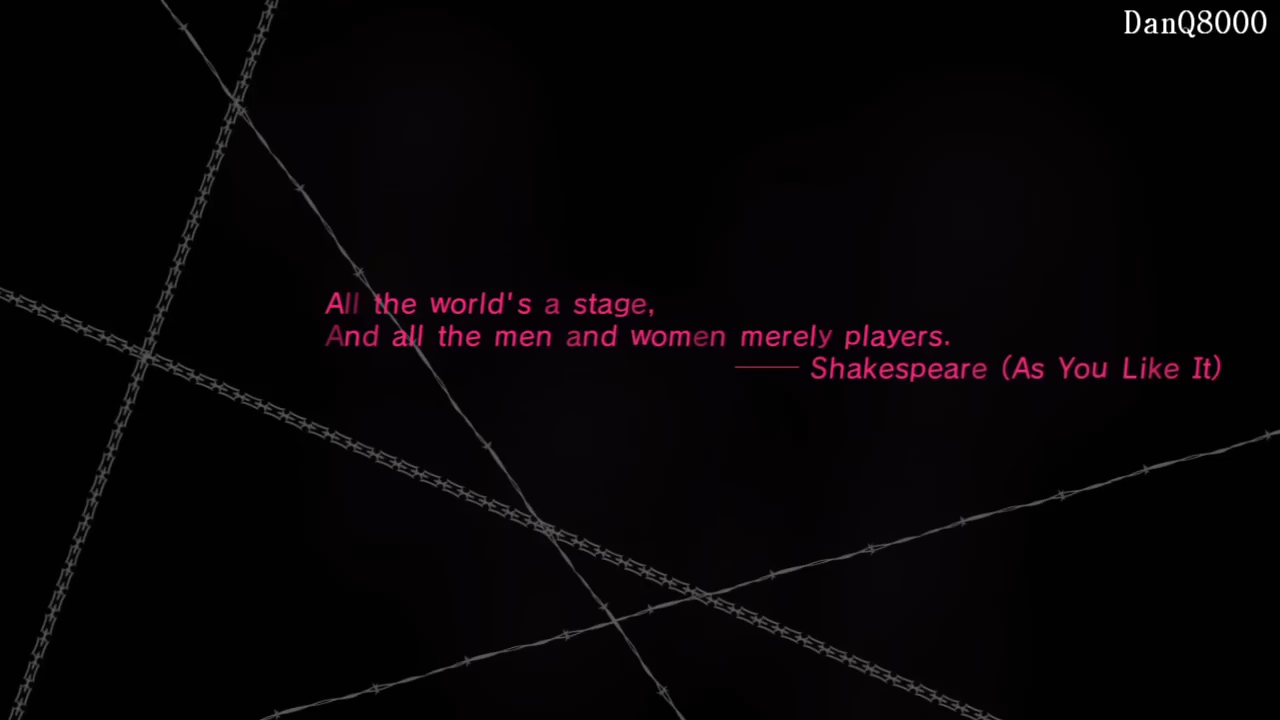 DanQ8000
All the world's a stage,
And all the men and women merely players.
—— Shakespeare (As You Like It)